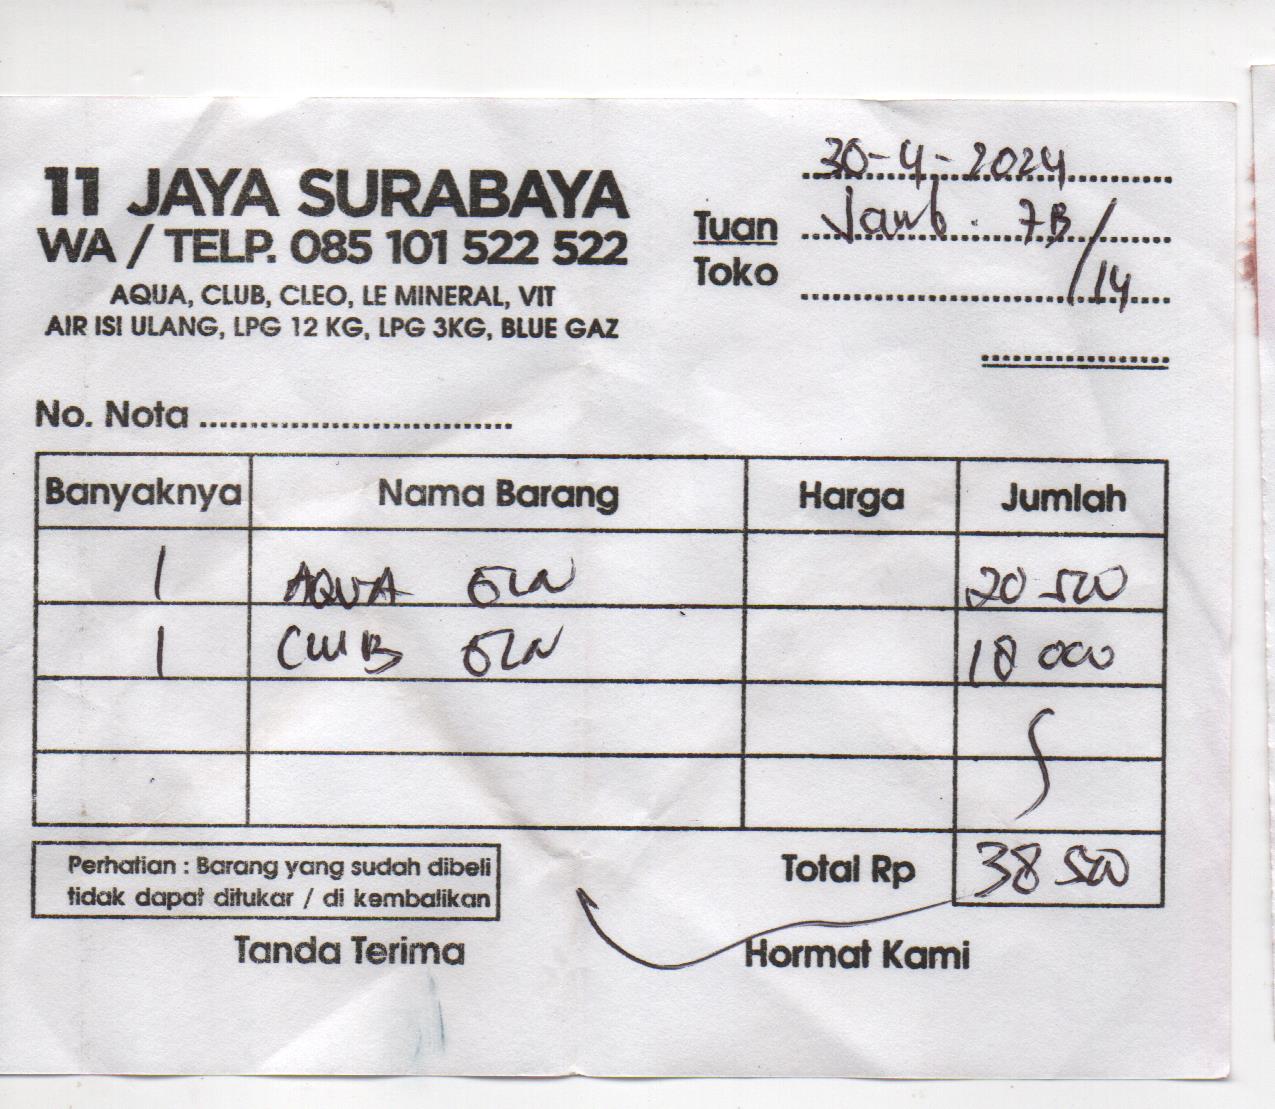 30-4-2024
11 JAYA SURABAYA
WA / TELP. 085 101 522 522
AQUA, CLUB, CLEO, LE MINERAL, VIT
AIR ISI ULANG, LPG 12 KG, LPG 3KG, BLUE GAZ
Tuan 7B/14
Toko
No. Nota
Banyaknya Nama Barang Harga Jumlah
1 AQUA 20 500
1 CLUB 18 000
Total Rp 38 500
Perhatian : Barang yang sudah dibeli
tidak dapat ditukar / di kembalikan
Tanda Terima Hormat Kami